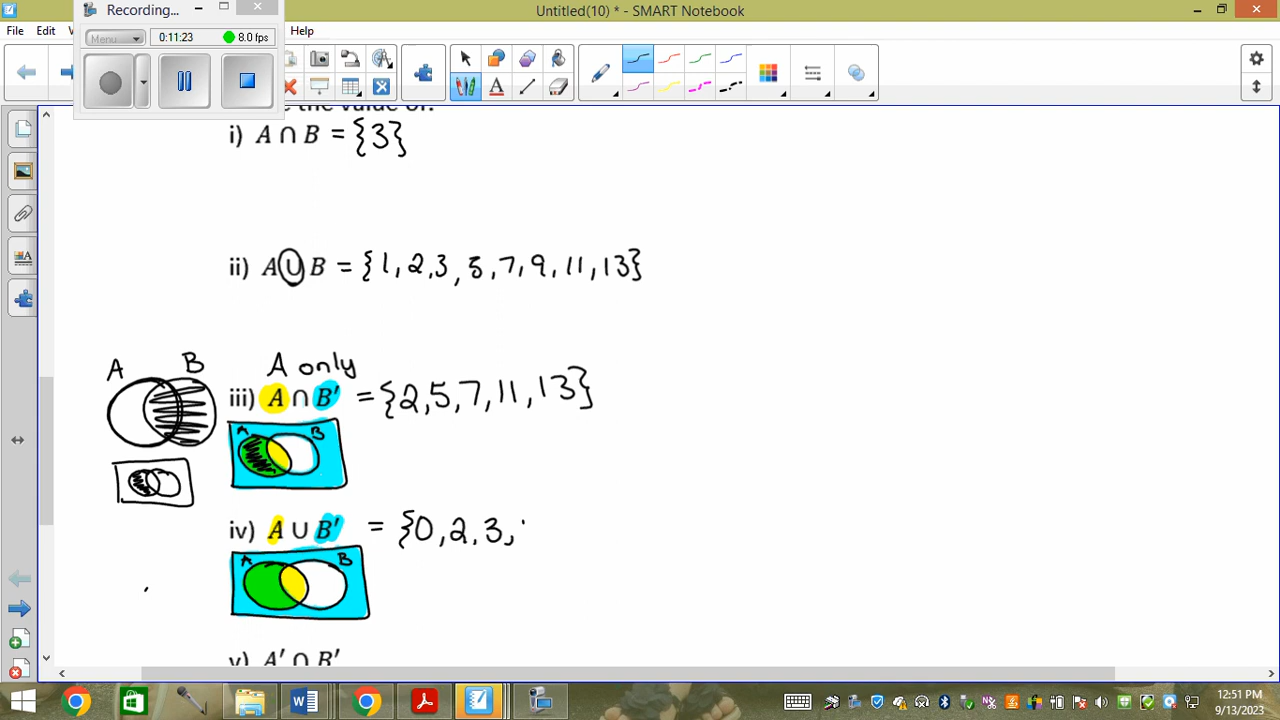 Recording...
Untitled(10) * - SMART Notebook
Menu
0:11:23
8.0 fps
File
Edit
Help
i) A ∩ B = {3}
ii) A ∪ B = {1, 2, 3, 5, 7, 9, 11, 13}
A B
A only
iii) A ∩ B′ = {2, 5, 7, 11, 13}
A B
iv) A ∪ B′ = {0, 2, 3,
A B
v) A′ ∩ B′
12:51 PM
9/13/2023